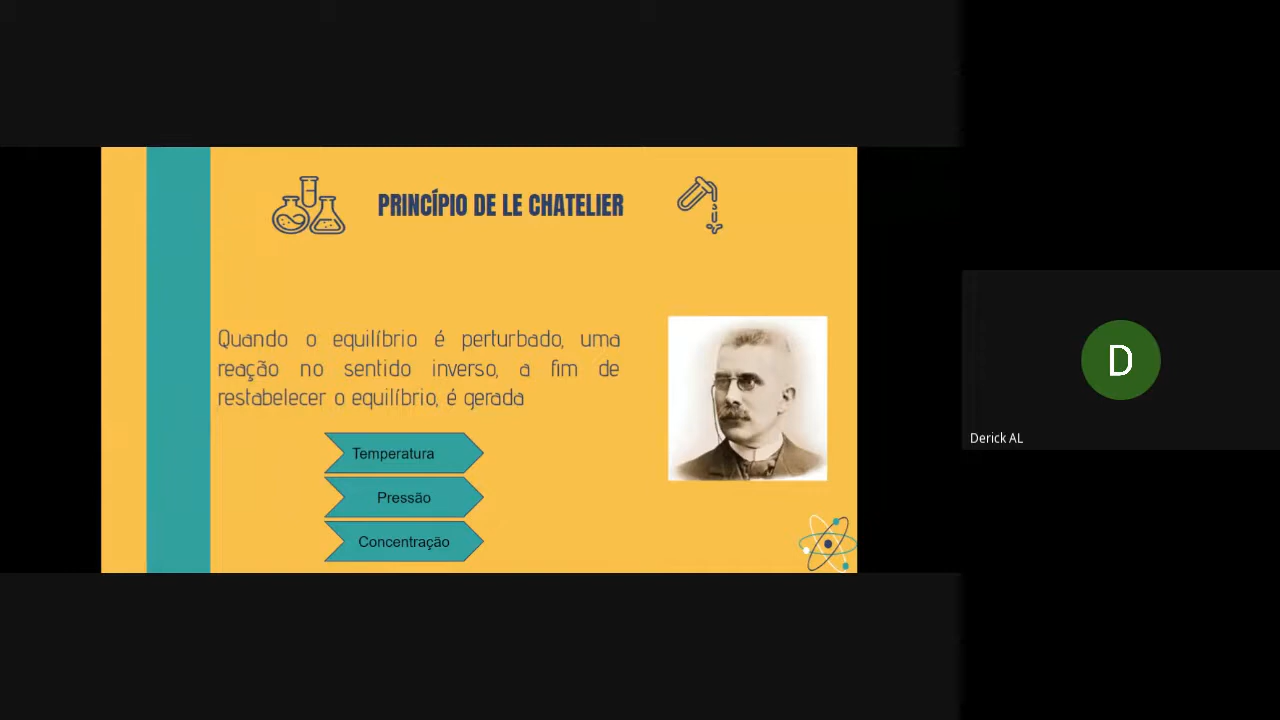 PRINCÍPIO DE LE CHATELIER
Quando o equilíbrio é perturbado, uma
reação no sentido inverso, a fim de
restabelecer o equilíbrio, é gerada
Temperatura
Pressão
Concentração
D
Derick AL